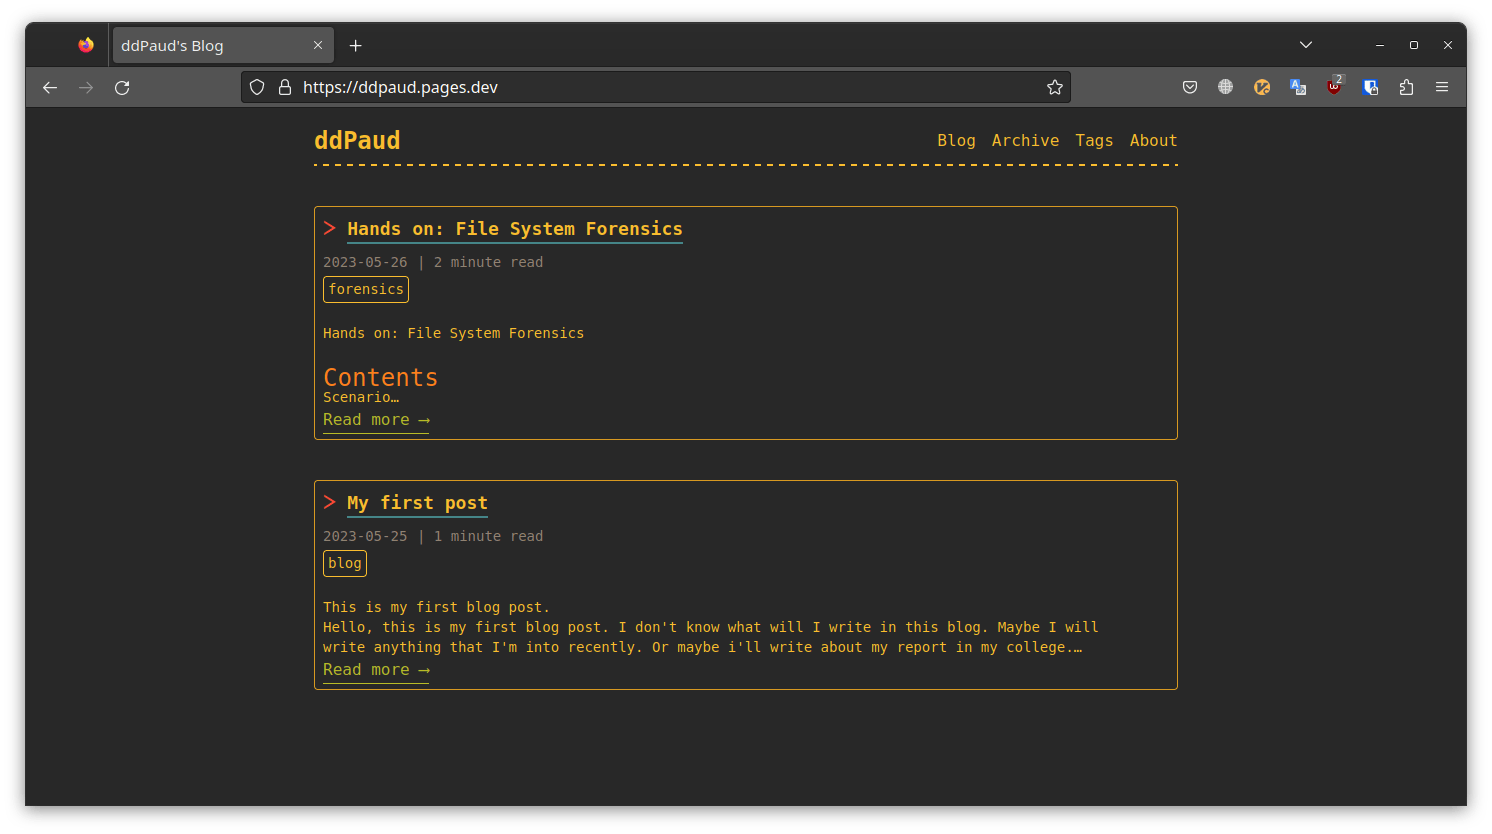 ddPaud's Blog
https://ddpaud.pages.dev
2
ddPaud
Blog Archive Tags About
> Hands on: File System Forensics
2023-05-26 | 2 minute read
forensics
Hands on: File System Forensics
Contents
Scenario…
Read more →
> My first post
2023-05-25 | 1 minute read
blog
This is my first blog post.
Hello, this is my first blog post. I don't know what will I write in this blog. Maybe I will
write anything that I'm into recently. Or maybe i'll write about my report in my college.…
Read more →